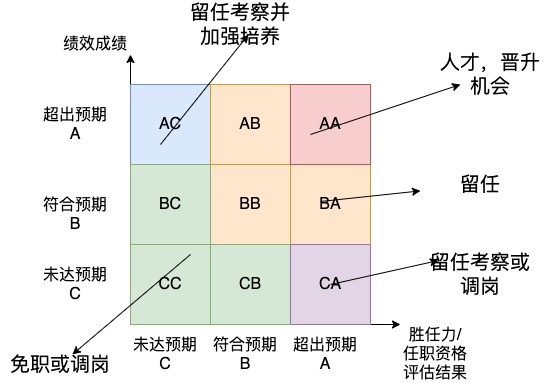 留任考察并
加强培养
绩效成绩
人才，晋升
机会
超出预期
A
AC
AB
AA
符合预期
B
BC
BB
BA
留任
未达预期
C
CC
CB
CA
留任考察或
调岗
免职或调岗
未达预期
C
符合预期
B
超出预期
A
胜任力/
任职资格
评估结果